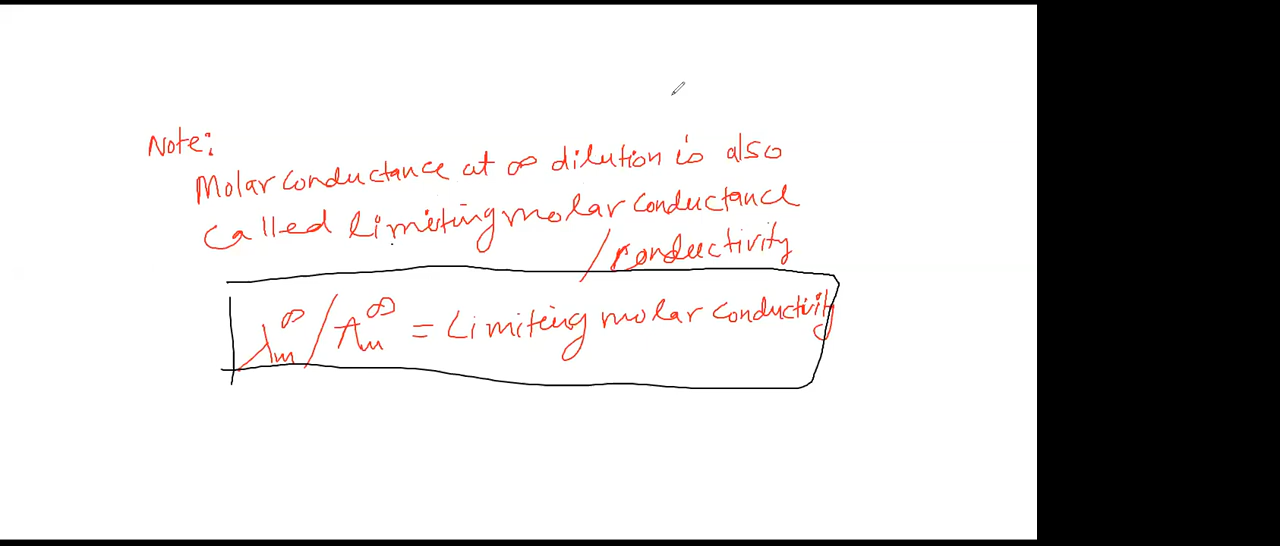 Note:
Molar conductance at ∞ dilution is also
called limiting molar conductance
/conductivity
λm∞ / Λm∞ = Limiting molar conductivity